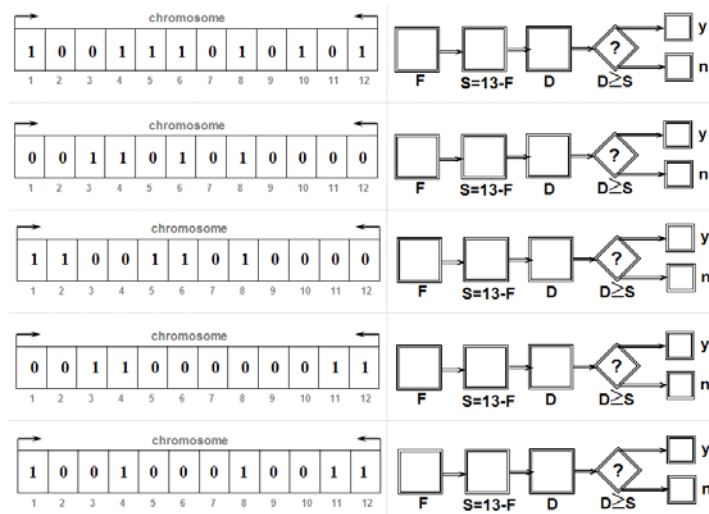 chromosome
1 0 0 1 1 1 0 1 0 1 0 1
1 2 3 4 5 6 7 8 9 10 11 12
F S=13-F D ? D≥S y n
chromosome
0 0 1 1 0 1 0 1 0 0 0 0
1 2 3 4 5 6 7 8 9 10 11 12
F S=13-F D ? D≥S y n
chromosome
1 1 0 0 1 1 0 1 0 0 0 0
1 2 3 4 5 6 7 8 9 10 11 12
F S=13-F D ? D≥S y n
chromosome
0 0 1 1 0 0 0 0 0 0 1 1
1 2 3 4 5 6 7 8 9 10 11 12
F S=13-F D ? D≥S y n
chromosome
1 0 0 1 0 0 0 1 0 0 1 1
1 2 3 4 5 6 7 8 9 10 11 12
F S=13-F D ? D≥S y n